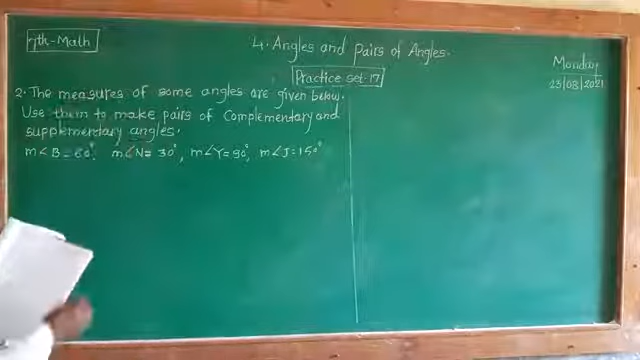 7th-Math
4. Angles and Pairs of Angles.
Practice set-17
Monday
23/08/2021
2. The measures of some angles are given below.
Use them to make pairs of Complementary and
supplementary angles.
m∠B=60°, m∠N=30°, m∠Y=90°, m∠J=150°